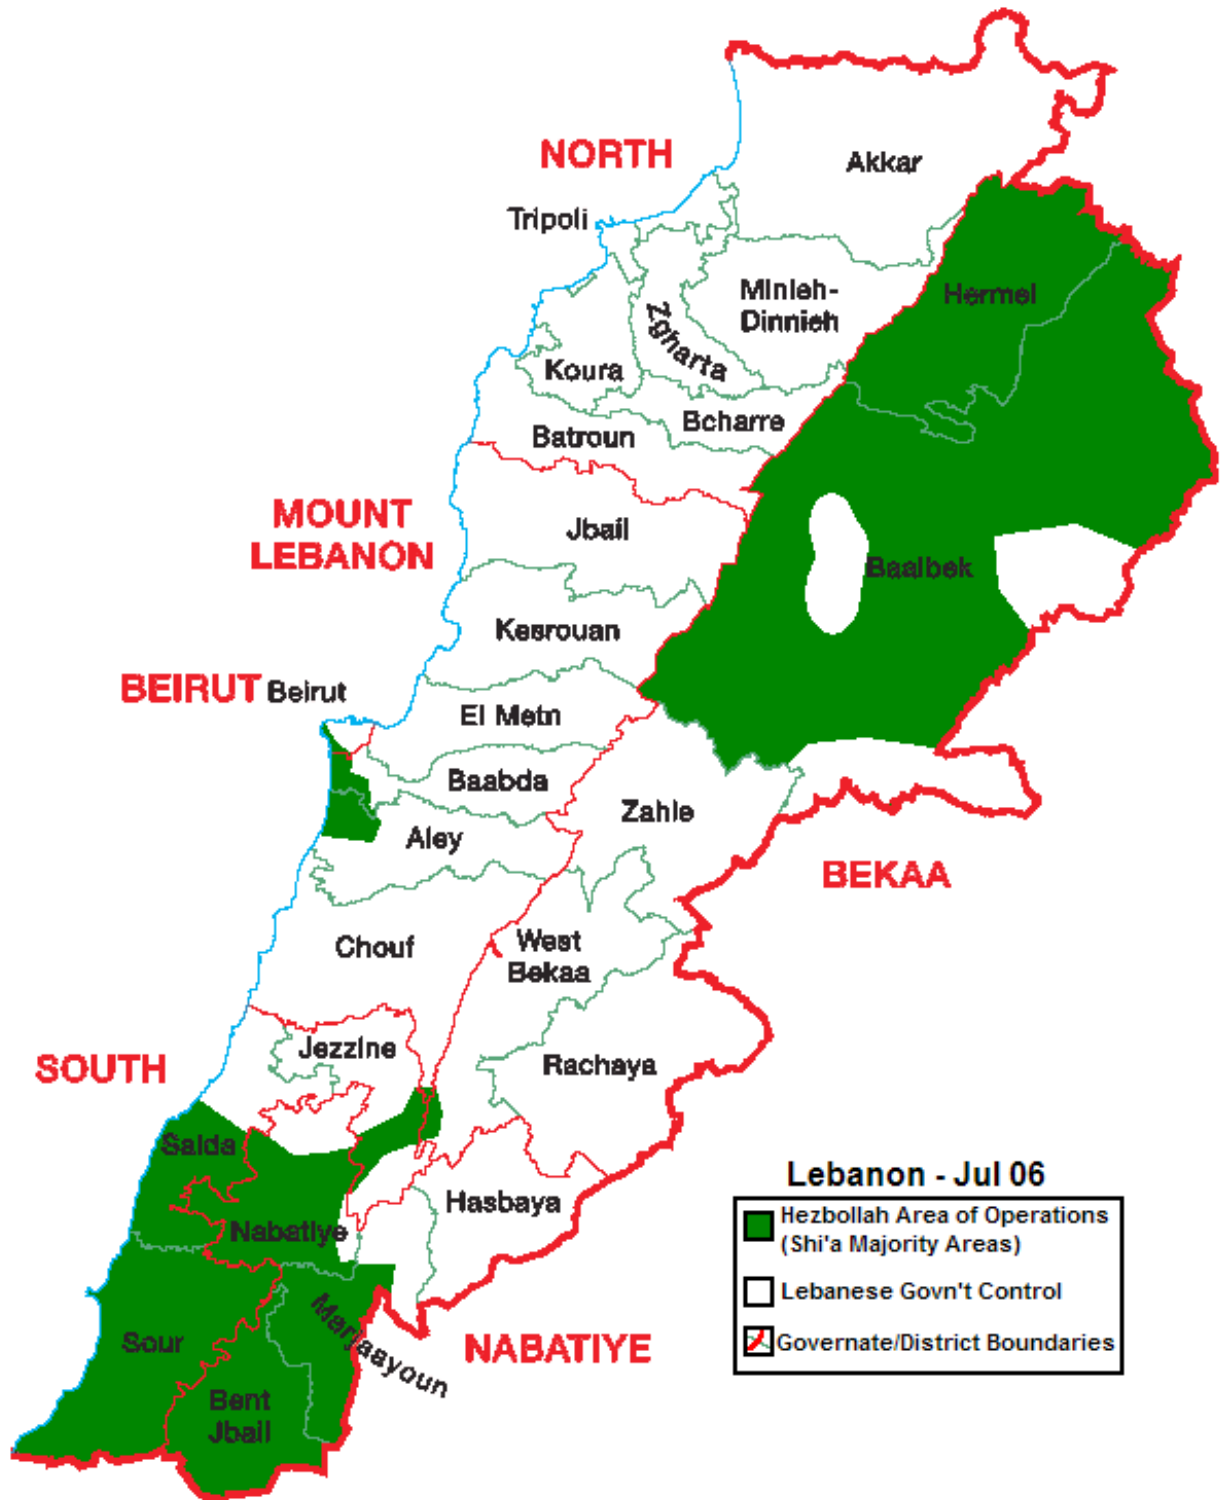 NORTH
Akkar
Tripoli
Minieh-
Dinnieh
Hermel
Zgharta
Koura
Bcharre
Batroun
MOUNT
LEBANON
Jbail
Baalbek
Kesrouan
BEIRUT
Beirut
El Metn
Baabda
Zahle
Aley
BEKAA
Chouf
West
Bekaa
SOUTH
Jezzine
Rachaya
Saida
Hasbaya
Nabatiye
Sour
Marjaayoun
NABATIYE
Bent
Jbail
Lebanon - Jul 06
Hezbollah Area of Operations
(Shi'a Majority Areas)
Lebanese Govn't Control
Governate/District Boundaries